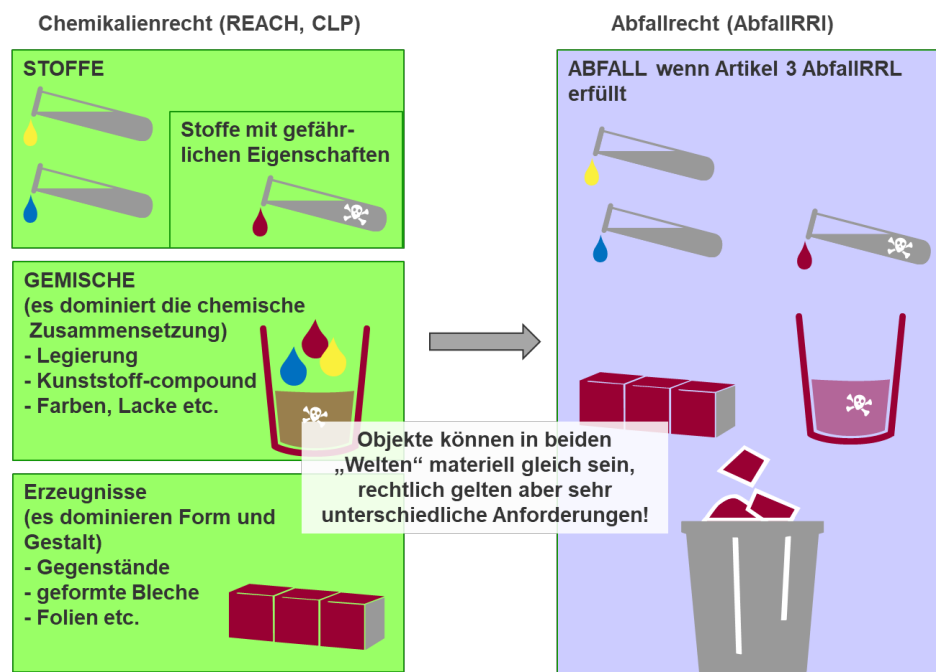 Chemikalienrecht (REACH, CLP)
STOFFE
Stoffe mit gefähr-
lichen Eigenschaften
GEMISCHE
(es dominiert die chemische
Zusammensetzung)
- Legierung
- Kunststoff-compound
- Farben, Lacke etc.
Erzeugnisse
(es dominieren Form und
Gestalt)
- Gegenstände
- geformte Bleche
- Folien etc.
Objekte können in beiden
„Welten“ materiell gleich sein,
rechtlich gelten aber sehr
unterschiedliche Anforderungen!
Abfallrecht (AbfallRRl)
ABFALL wenn Artikel 3 AbfallRRL
erfüllt